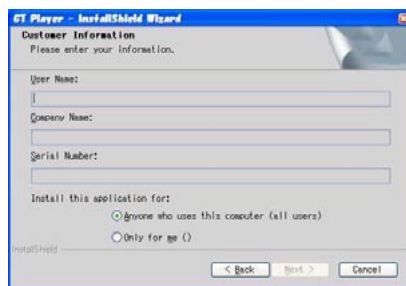 GT Player - InstallShield Wizard
Customer Information
Please enter your information.
User Name:
Company Name:
Serial Number:
Install this application for:
Anyone who uses this computer (all users)
Only for me ()
InstallShield
< Back
Next >
Cancel